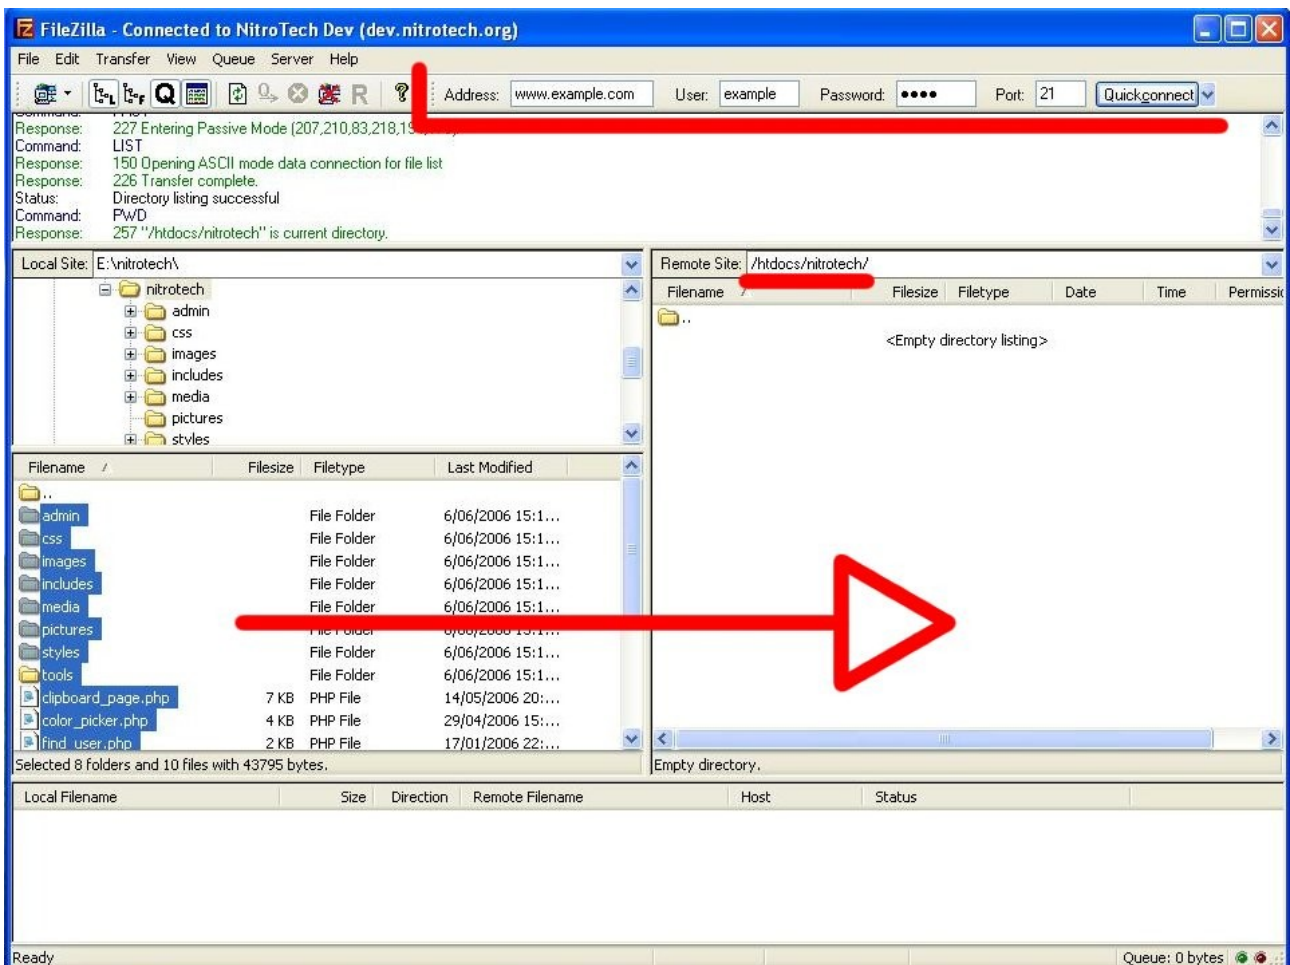 FileZilla - Connected to NitroTech Dev (dev.nitrotech.org)
File Edit Transfer View Queue Server Help
Address: www.example.com User: example Password: •••• Port: 21 Quickconnect
Response: 227 Entering Passive Mode (207,210,83,218,
Command: LIST
Response: 150 Opening ASCII mode data connection for file list
Response: 226 Transfer complete.
Status: Directory listing successful
Command: PWD
Response: 257 "/htdocs/nitrotech" is current directory.
Local Site: E:\nitrotech\
nitrotech
admin
css
images
includes
media
pictures
styles
Filename Filesize Filetype Last Modified
..
admin File Folder 6/06/2006 15:1...
css File Folder 6/06/2006 15:1...
images File Folder 6/06/2006 15:1...
includes File Folder 6/06/2006 15:1...
media File Folder 6/06/2006 15:1...
pictures File Folder 6/06/2006 15:1...
styles File Folder 6/06/2006 15:1...
tools File Folder 6/06/2006 15:1...
clipboard_page.php 7 KB PHP File 14/05/2006 20:...
color_picker.php 4 KB PHP File 29/04/2006 15:...
find_user.php 2 KB PHP File 17/01/2006 22:...
Selected 8 folders and 10 files with 43795 bytes.
Remote Site: /htdocs/nitrotech/
Filename Filesize Filetype Date Time Permissic
..
<Empty directory listing>
Empty directory.
Local Filename Size Direction Remote Filename Host Status
Ready Queue: 0 bytes